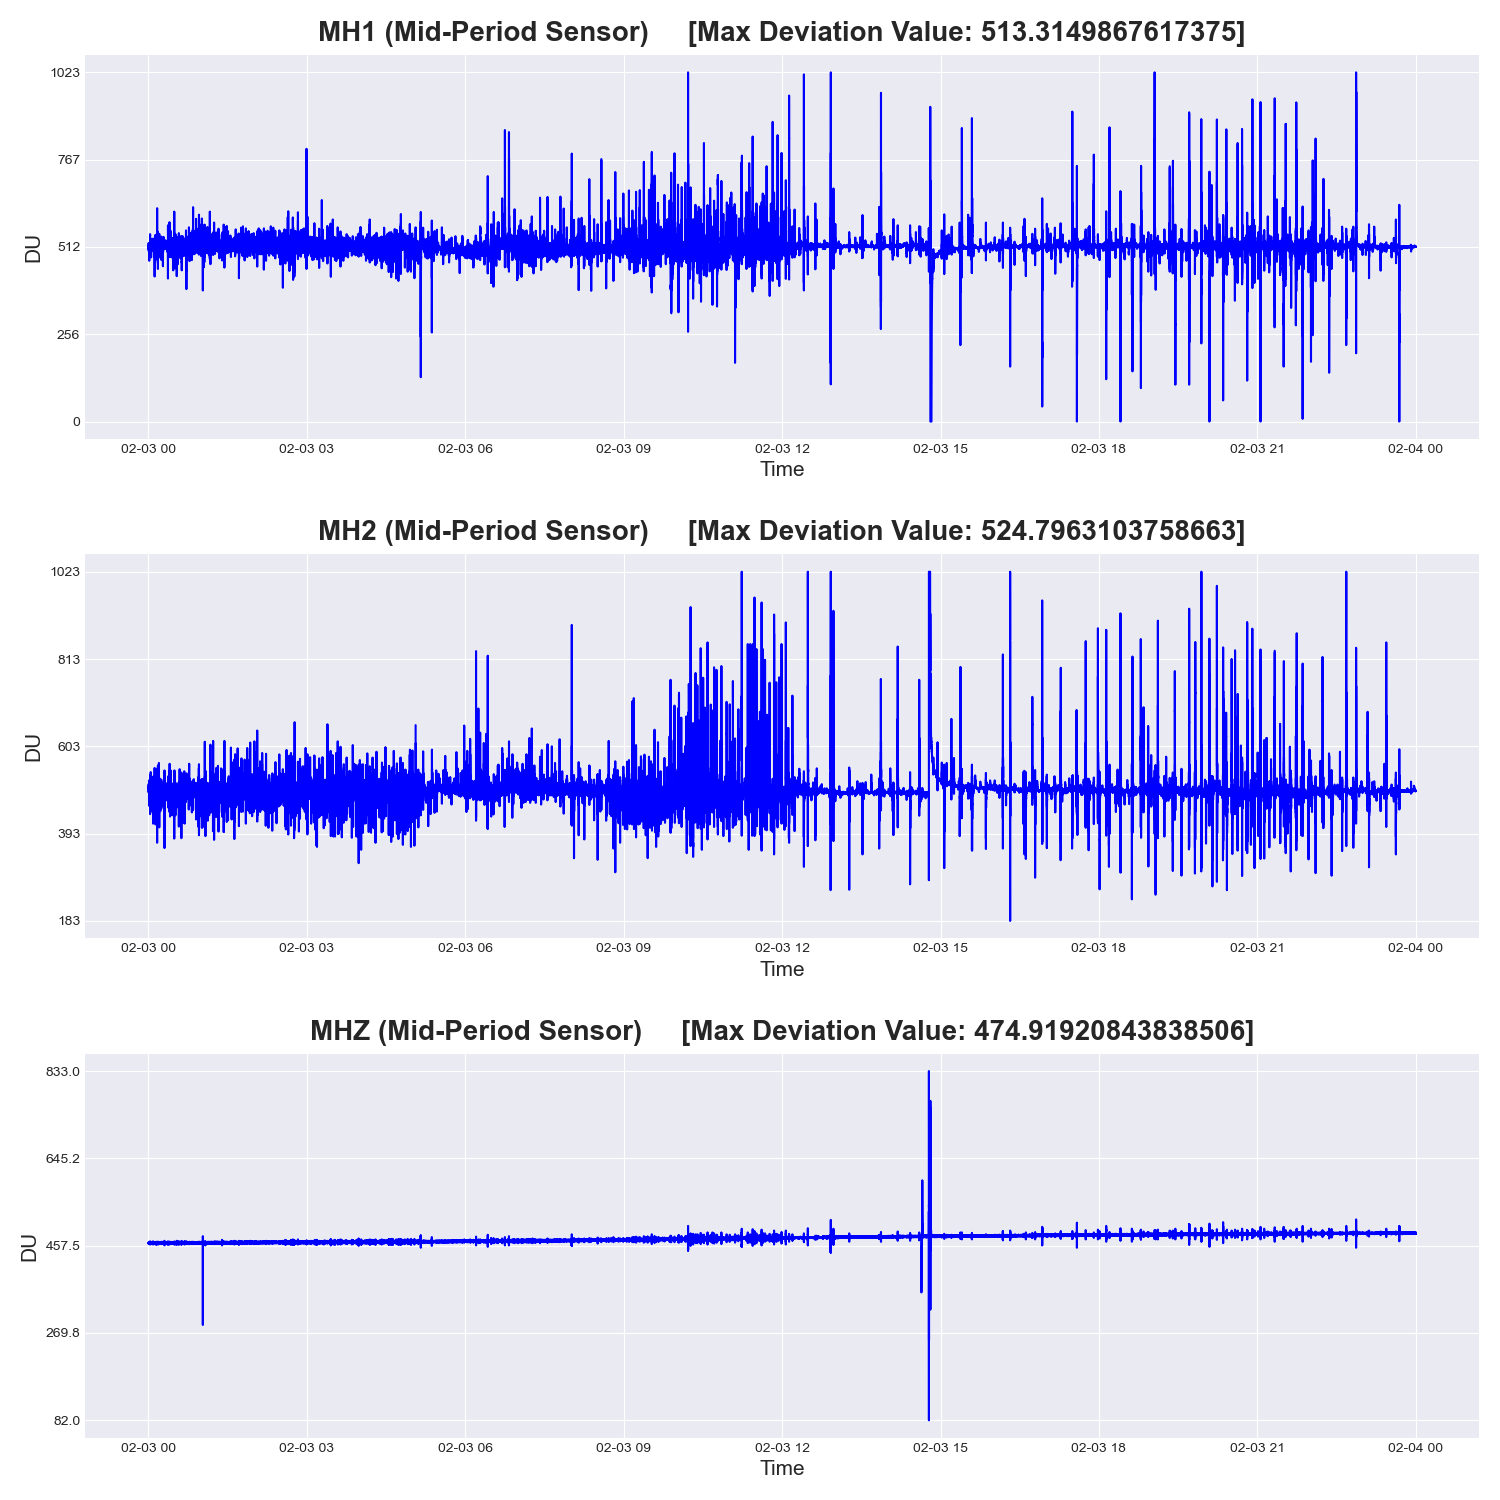 MH1 (Mid-Period Sensor) [Max Deviation Value: 513.3149867617375]
1023
767
512
256
0
DU
02-03 00 02-03 03 02-03 06 02-03 09 02-03 12 02-03 15 02-03 18 02-03 21 02-04 00
Time
MH2 (Mid-Period Sensor) [Max Deviation Value: 524.7963103758663]
1023
813
603
393
183
DU
02-03 00 02-03 03 02-03 06 02-03 09 02-03 12 02-03 15 02-03 18 02-03 21 02-04 00
Time
MHZ (Mid-Period Sensor) [Max Deviation Value: 474.91920843838506]
833.0
645.2
457.5
269.8
82.0
DU
02-03 00 02-03 03 02-03 06 02-03 09 02-03 12 02-03 15 02-03 18 02-03 21 02-04 00
Time